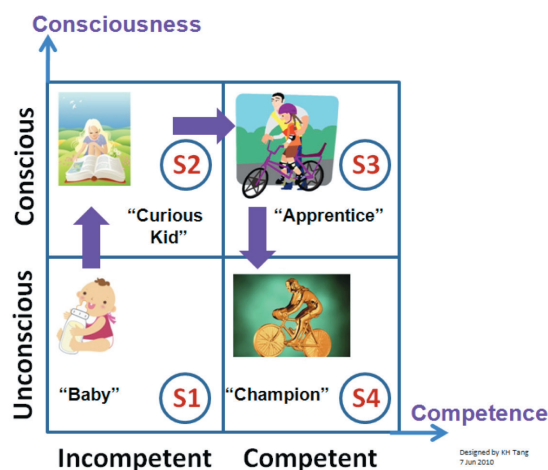 Consciousness
Conscious
S2
S3
“Curious
Kid”
“Apprentice”
Unconscious
“Baby”
S1
“Champion”
S4
Competence
Incompetent
Competent
Designed by KH Tang
7 Jun 2010